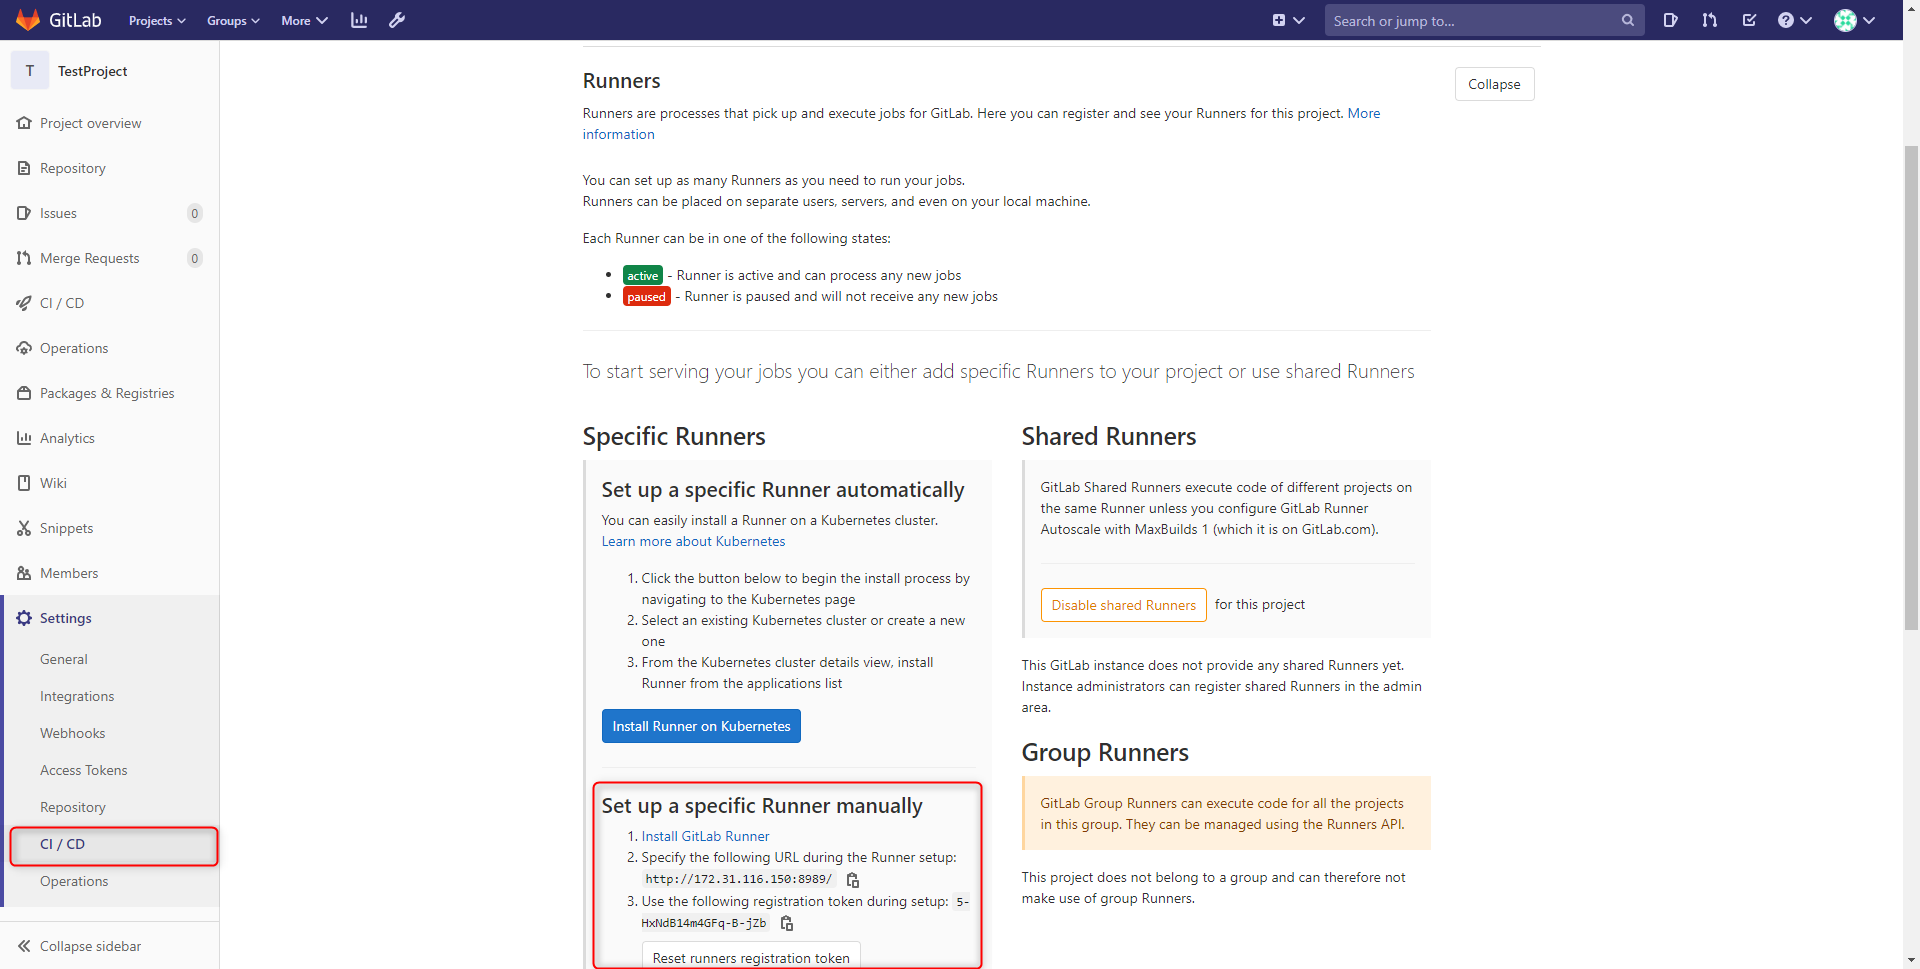 GitLab Projects Groups More Search or jump to...
T TestProject
Project overview
Repository
Issues 0
Merge Requests 0
CI / CD
Operations
Packages & Registries
Analytics
Wiki
Snippets
Members
Settings
General
Integrations
Webhooks
Access Tokens
Repository
CI / CD
Operations
Collapse sidebar
Runners
Collapse
Runners are processes that pick up and execute jobs for GitLab. Here you can register and see your Runners for this project. More
information
You can set up as many Runners as you need to run your jobs.
Runners can be placed on separate users, servers, and even on your local machine.
Each Runner can be in one of the following states:
active - Runner is active and can process any new jobs
paused - Runner is paused and will not receive any new jobs
To start serving your jobs you can either add specific Runners to your project or use shared Runners
Specific Runners
Set up a specific Runner automatically
You can easily install a Runner on a Kubernetes cluster.
Learn more about Kubernetes
1. Click the button below to begin the install process by
navigating to the Kubernetes page
2. Select an existing Kubernetes cluster or create a new
one
3. From the Kubernetes cluster details view, install
Runner from the applications list
Install Runner on Kubernetes
Set up a specific Runner manually
1. Install GitLab Runner
2. Specify the following URL during the Runner setup:
http://172.31.116.150:8989/
3. Use the following registration token during setup: 5-
HxNdB14m4GFq-B-jZb
Reset runners registration token
Shared Runners
GitLab Shared Runners execute code of different projects on
the same Runner unless you configure GitLab Runner
Autoscale with MaxBuilds 1 (which it is on GitLab.com).
Disable shared Runners for this project
This GitLab instance does not provide any shared Runners yet.
Instance administrators can register shared Runners in the admin
area.
Group Runners
GitLab Group Runners can execute code for all the projects
in this group. They can be managed using the Runners API.
This project does not belong to a group and can therefore not
make use of group Runners.